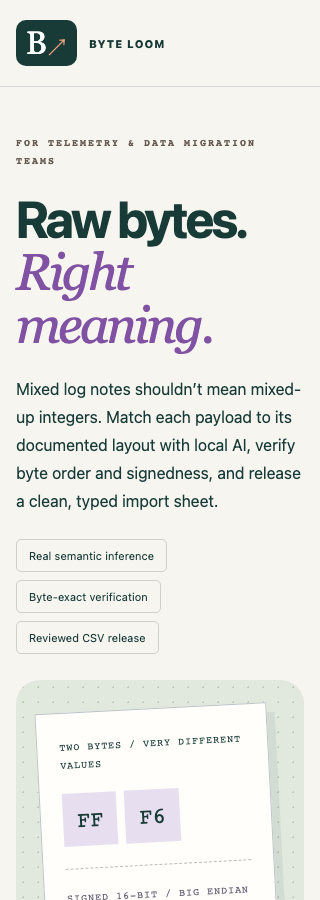 B↗ BYTE LOOM
FOR TELEMETRY & DATA MIGRATION
TEAMS
Raw bytes.
Right
meaning.
Mixed log notes shouldn’t mean mixed-
up integers. Match each payload to its
documented layout with local AI, verify
byte order and signedness, and release
a clean, typed import sheet.
Real semantic inference
Byte-exact verification
Reviewed CSV release
TWO BYTES / VERY DIFFERENT
VALUES
FF F6
SIGNED 16-BIT / BIG ENDIAN